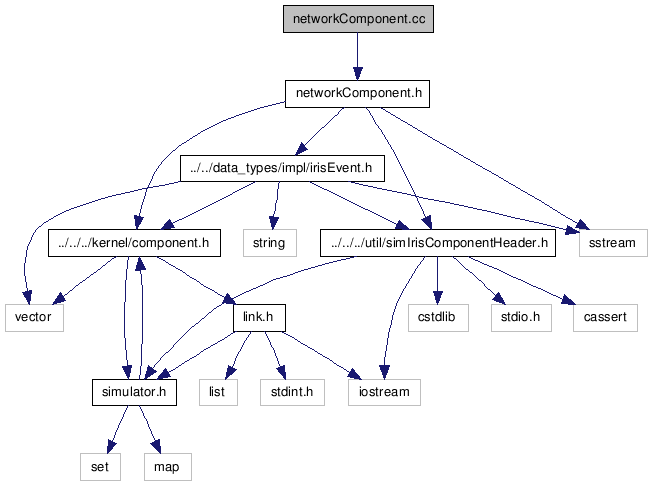 networkComponent.cc
networkComponent.h
../../data_types/impl/irisEvent.h
../../../kernel/component.h
string
../../../util/simIrisComponentHeader.h
sstream
vector
link.h
cstdlib
stdio.h
cassert
simulator.h
list
stdint.h
iostream
set
map